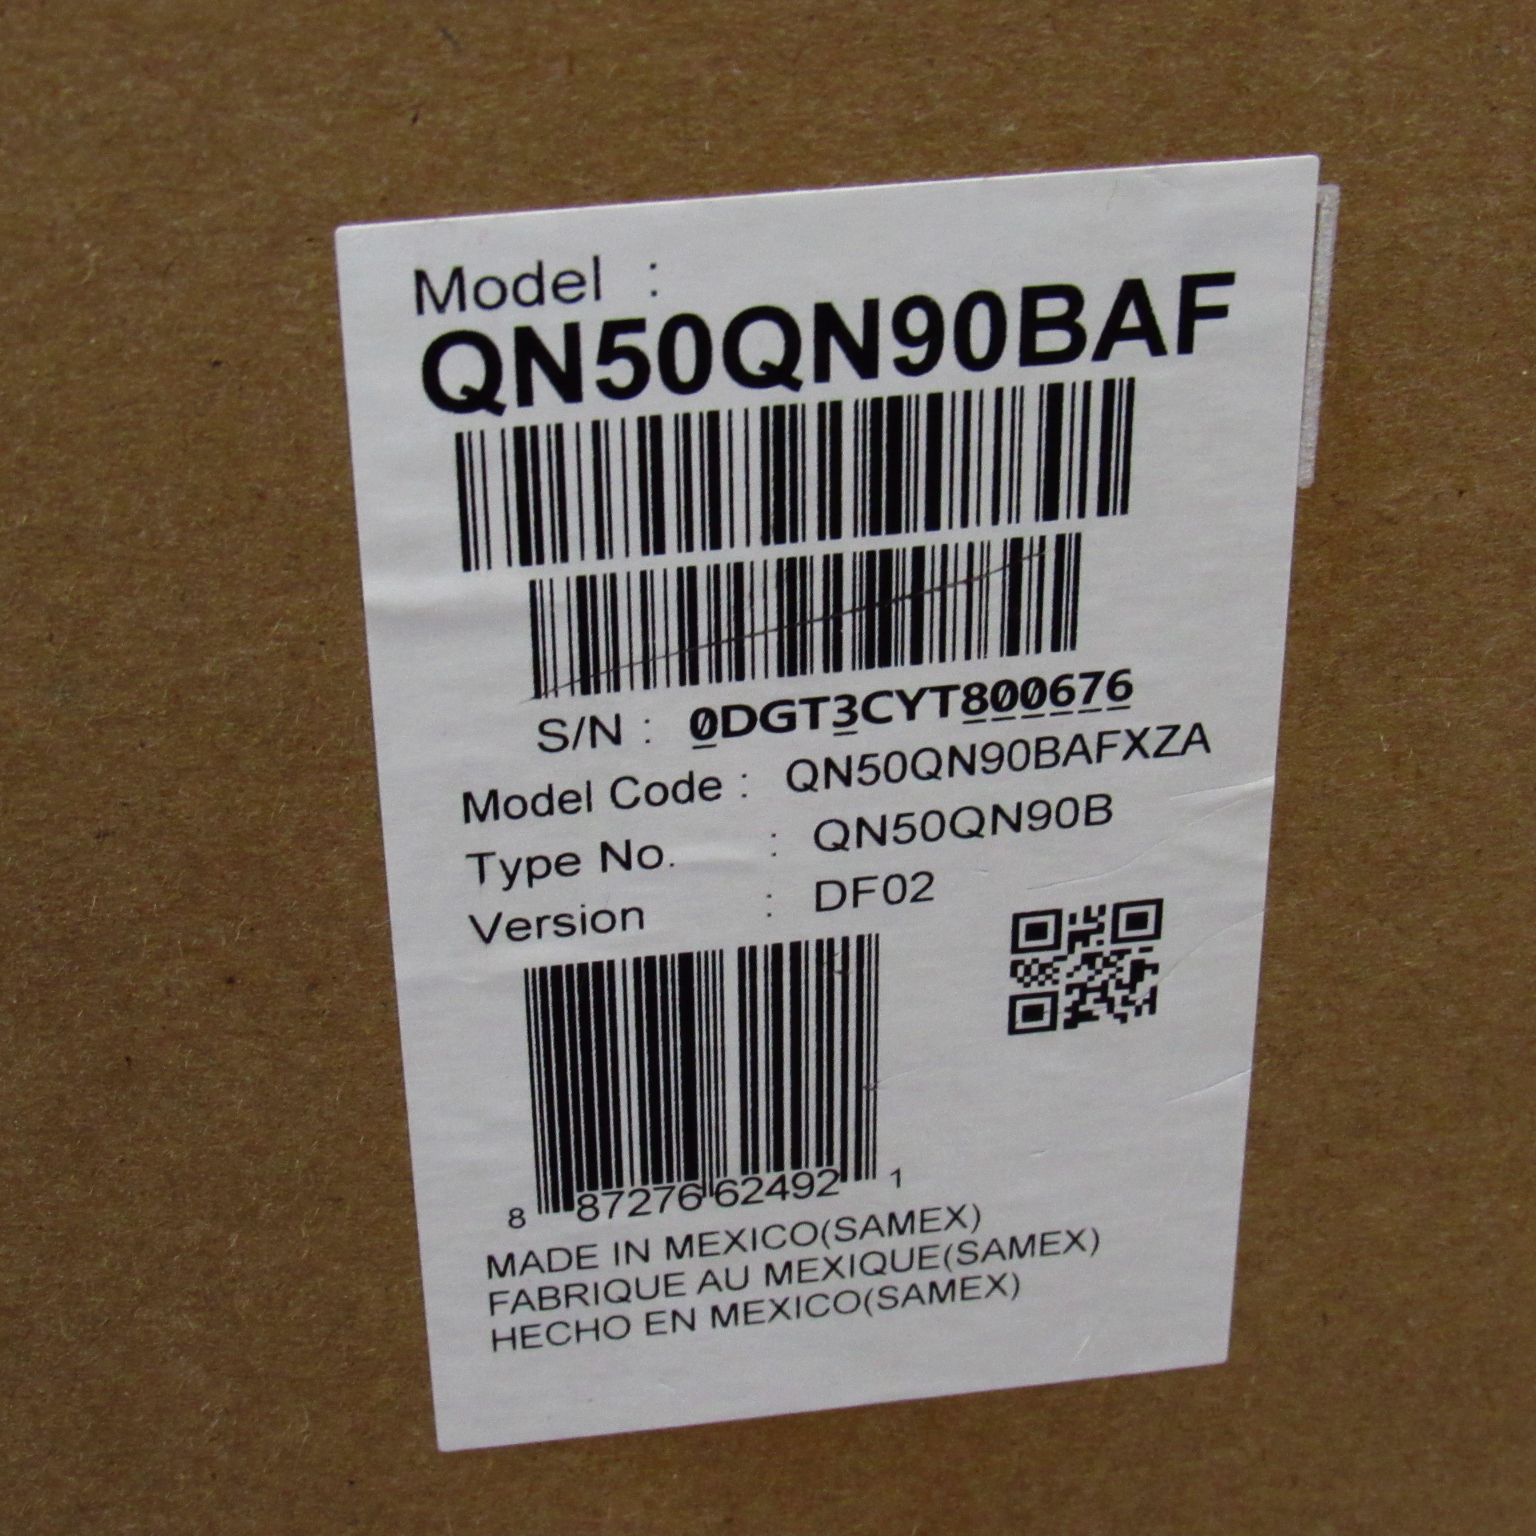 Model :
QN50QN90BAF
S/N : 0DGT3CYT800676
Model Code : QN50QN90BAFXZA
Type No. : QN50QN90B
Version : DF02
8 87276 62492 1
MADE IN MEXICO(SAMEX)
FABRIQUE AU MEXIQUE(SAMEX)
HECHO EN MEXICO(SAMEX)